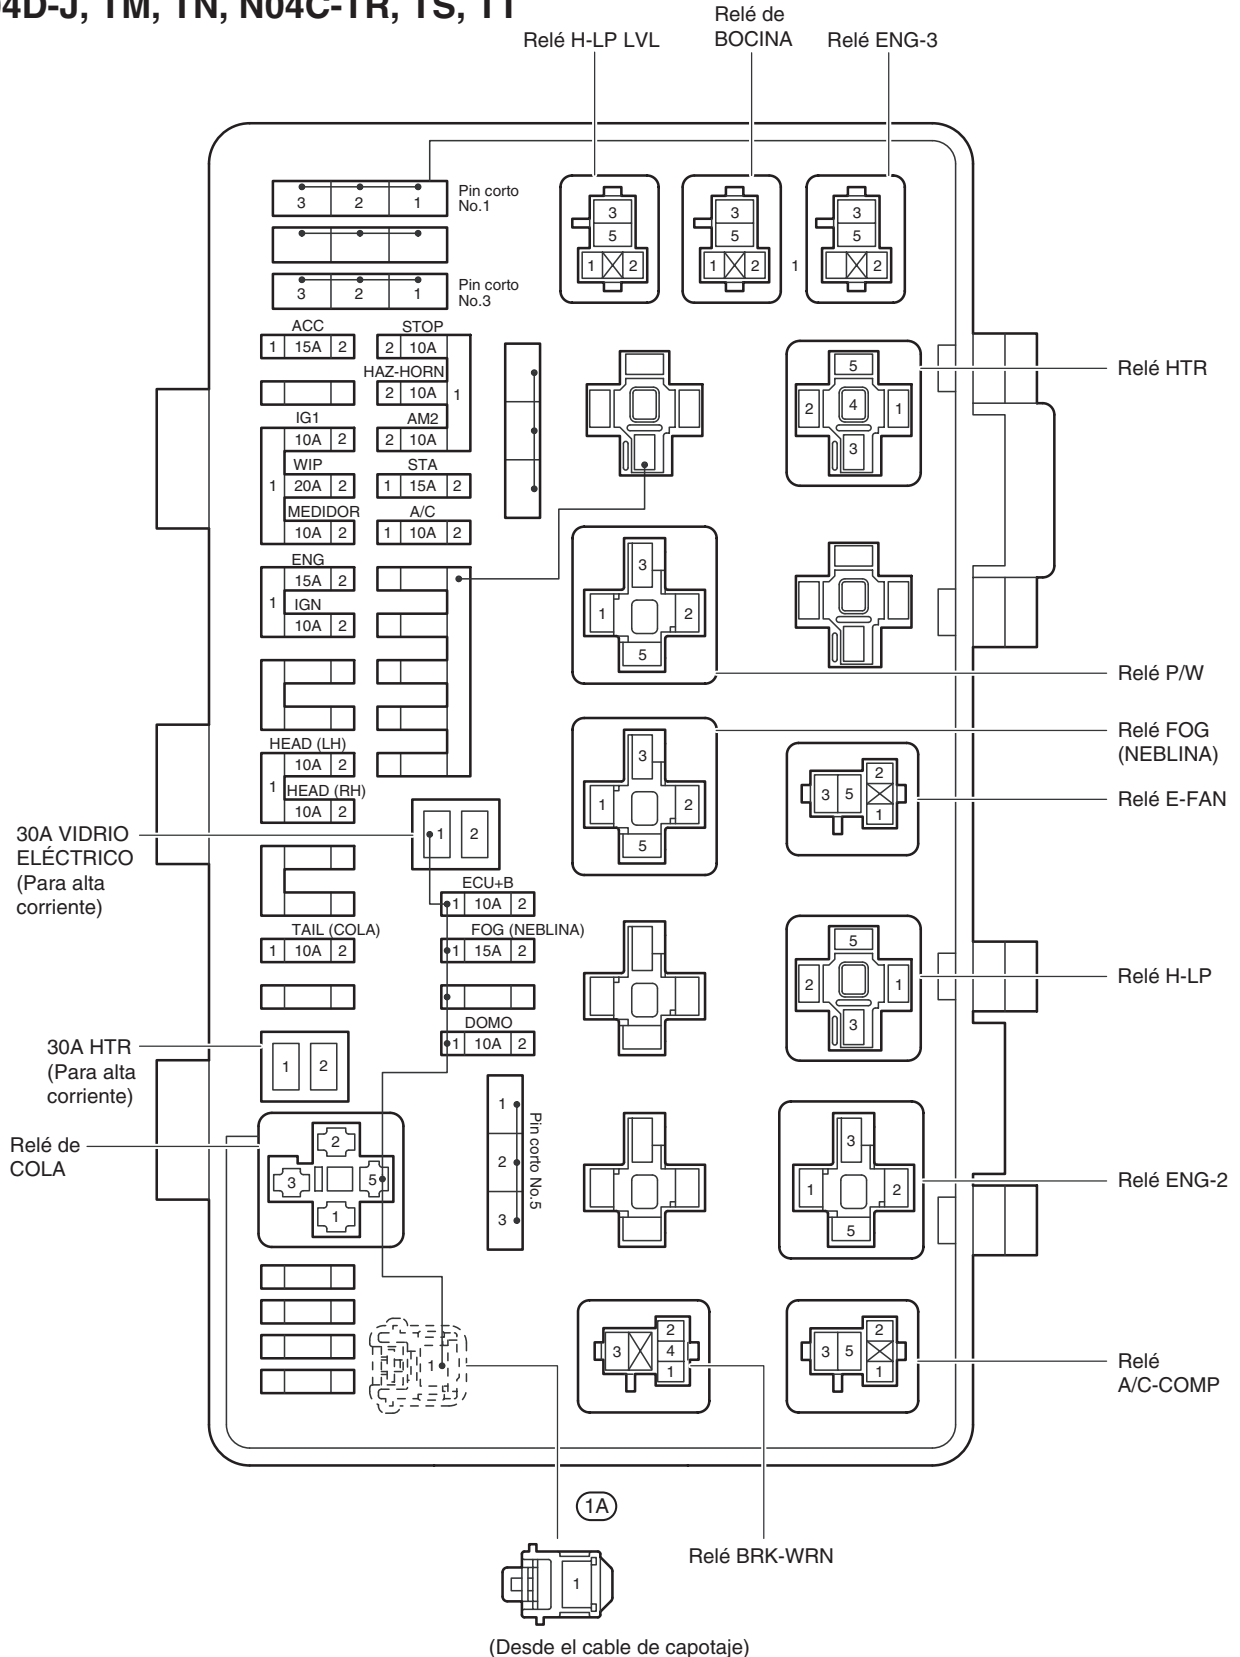 04D-J, TM, TN, N04C-TR, TS, TT
Relé H-LP LVL
Relé de
BOCINA
Relé ENG-3
3 2 1
Pin corto
No.1
3 2 1
Pin corto
No.3
3
5
1 2
3
5
1 2
1
3
5
2
ACC
1 15A 2
STOP
2 10A
HAZ-HORN
2 10A
1
AM2
2 10A
IG1
10A 2
WIP
1 20A 2
MEDIDOR
10A 2
STA
1 15A 2
A/C
1 10A 2
ENG
15A 2
1
IGN
10A 2
5
2 4 1
3
Relé HTR
3
1 2
5
Relé P/W
HEAD (LH)
10A 2
1
HEAD (RH)
10A 2
3
1 2
5
Relé FOG
(NEBLINA)
2
3 5
1
Relé E-FAN
30A VIDRIO
ELÉCTRICO
(Para alta
corriente)
1 2
ECU+B
1 10A 2
TAIL (COLA)
1 10A 2
FOG (NEBLINA)
1 15A 2
DOMO
1 10A 2
5
2 1
3
Relé H-LP
30A HTR
(Para alta
corriente)
1 2
Relé de
COLA
2
3 5
1
1
2
3
Pin corto No.5
3
1 2
5
Relé ENG-2
1
2
3 4
1
2
3 5
1
Relé
A/C-COMP
1A
Relé BRK-WRN
1
(Desde el cable de capotaje)